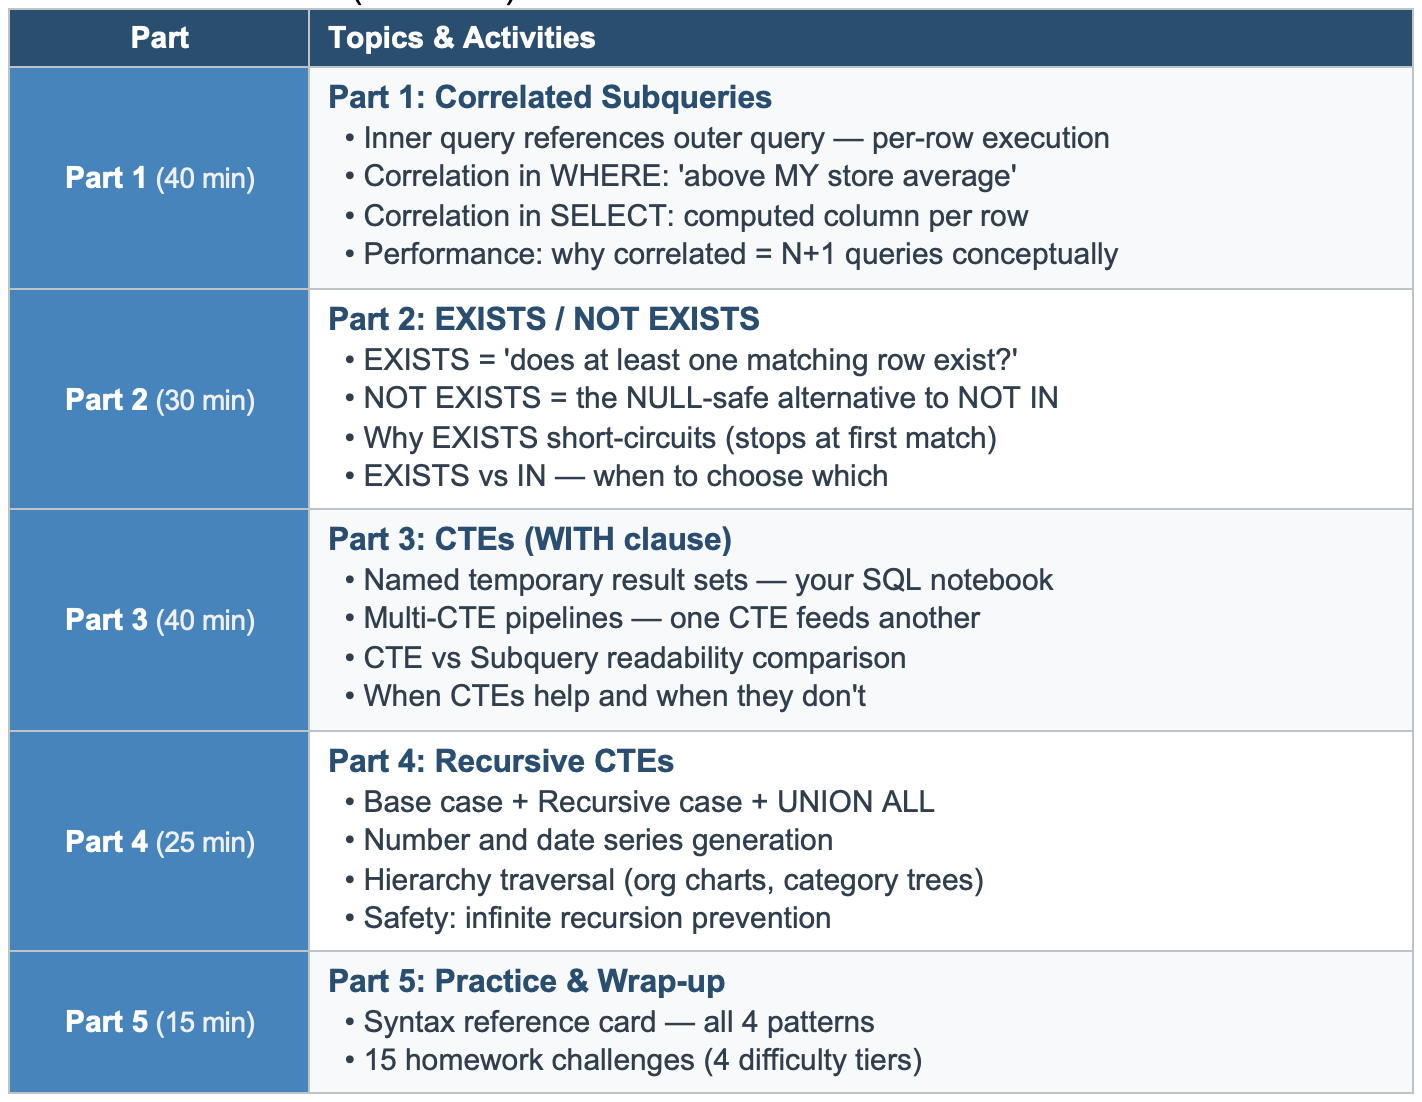 Part
Topics & Activities
Part 1 (40 min)
Part 1: Correlated Subqueries
• Inner query references outer query — per-row execution
• Correlation in WHERE: 'above MY store average'
• Correlation in SELECT: computed column per row
• Performance: why correlated = N+1 queries conceptually
Part 2 (30 min)
Part 2: EXISTS / NOT EXISTS
• EXISTS = 'does at least one matching row exist?'
• NOT EXISTS = the NULL-safe alternative to NOT IN
• Why EXISTS short-circuits (stops at first match)
• EXISTS vs IN — when to choose which
Part 3 (40 min)
Part 3: CTEs (WITH clause)
• Named temporary result sets — your SQL notebook
• Multi-CTE pipelines — one CTE feeds another
• CTE vs Subquery readability comparison
• When CTEs help and when they don't
Part 4 (25 min)
Part 4: Recursive CTEs
• Base case + Recursive case + UNION ALL
• Number and date series generation
• Hierarchy traversal (org charts, category trees)
• Safety: infinite recursion prevention
Part 5 (15 min)
Part 5: Practice & Wrap-up
• Syntax reference card — all 4 patterns
• 15 homework challenges (4 difficulty tiers)